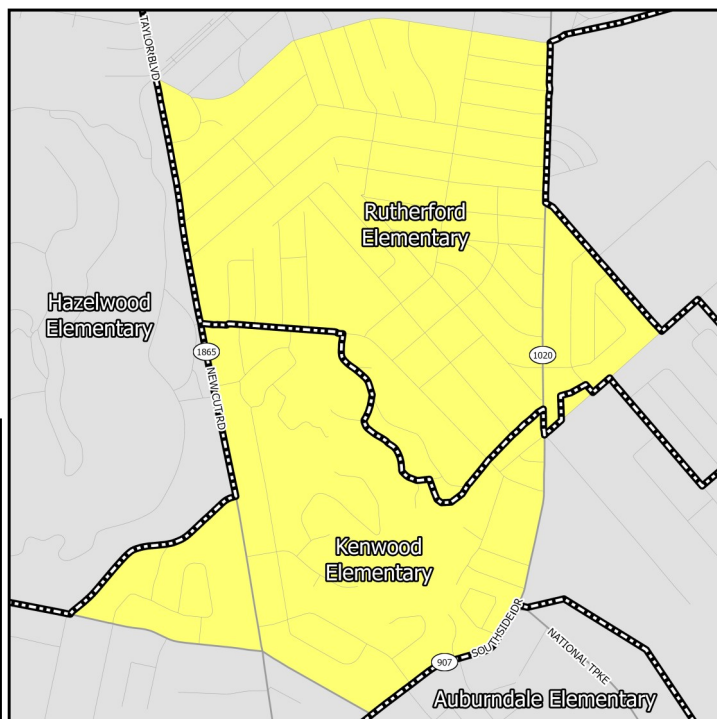 TAYLOR BLVD
Rutherford
Elementary
Hazelwood
Elementary
1865
1020
NEW CUT RD
Kenwood
Elementary
SOUTHSIDE DR
NATIONAL TPKE
907
Auburndale Elementary